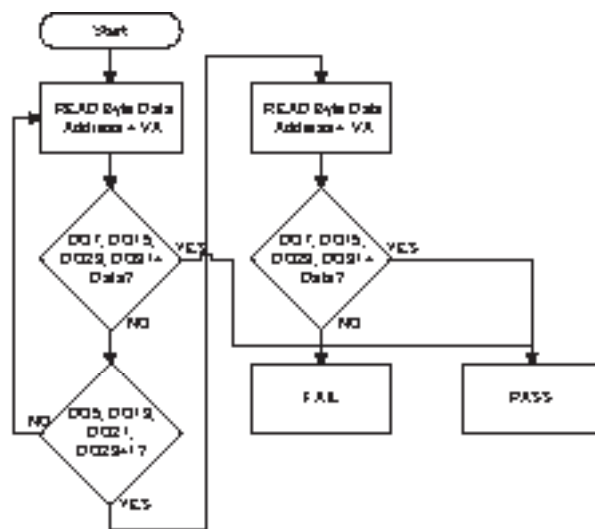 Start
READ Byte Data
Address = VA
READ Byte Data
Address = VA
DQ7, DQ15,
DQ23, DQ31=
Data?
YES
NO
DQ7, DQ15,
DQ23, DQ31=
Data?
YES
NO
DQ5, DQ13,
DQ21,
DQ29=1?
NO
YES
FAIL
PASS